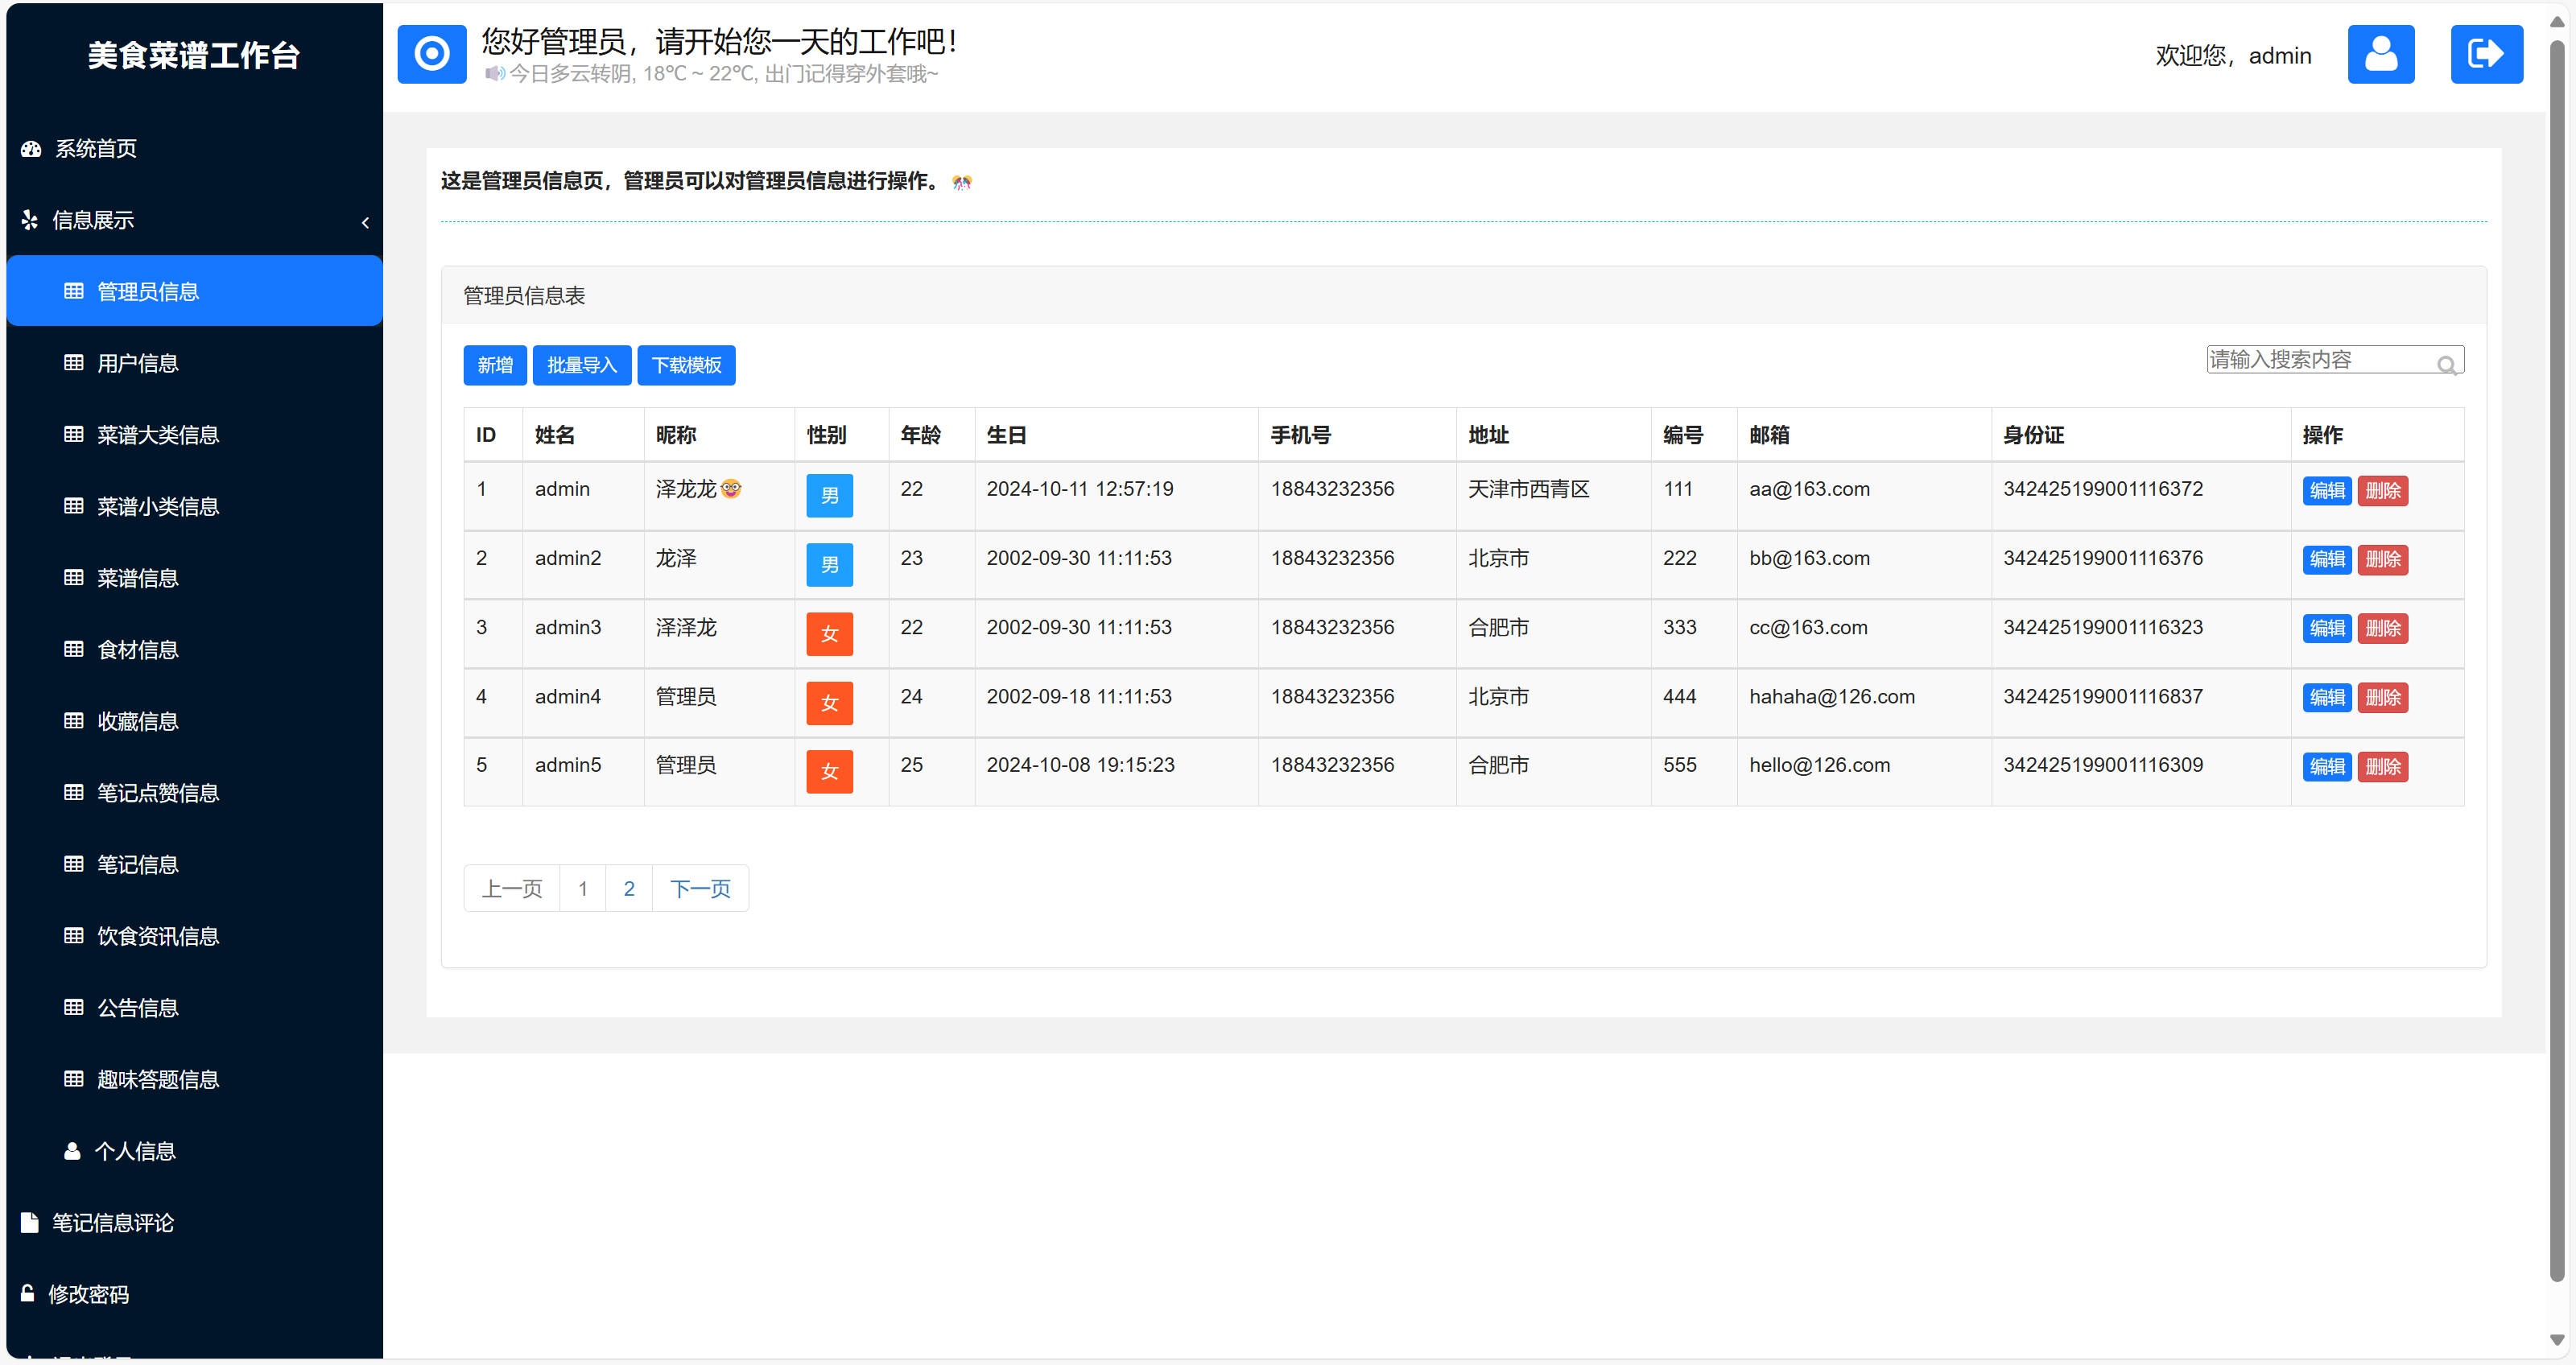 美食菜谱工作台
系统首页
信息展示
管理员信息
用户信息
菜谱大类信息
菜谱小类信息
菜谱信息
食材信息
收藏信息
笔记点赞信息
笔记信息
饮食资讯信息
公告信息
趣味答题信息
个人信息
笔记信息评论
修改密码
您好管理员，请开始您一天的工作吧！
今日多云转阴, 18℃ ~ 22℃, 出门记得穿外套哦~
欢迎您，admin
这是管理员信息页，管理员可以对管理员信息进行操作。
管理员信息表
新增 批量导入 下载模板 请输入搜索内容
ID 姓名 昵称 性别 年龄 生日 手机号 地址 编号 邮箱 身份证 操作
1 admin 泽龙龙🤓 男 22 2024-10-11 12:57:19 18843232356 天津市西青区 111 aa@163.com 342425199001116372 编辑 删除
2 admin2 龙泽 男 23 2002-09-30 11:11:53 18843232356 北京市 222 bb@163.com 342425199001116376 编辑 删除
3 admin3 泽泽龙 女 22 2002-09-30 11:11:53 18843232356 合肥市 333 cc@163.com 342425199001116323 编辑 删除
4 admin4 管理员 女 24 2002-09-18 11:11:53 18843232356 北京市 444 hahaha@126.com 342425199001116837 编辑 删除
5 admin5 管理员 女 25 2024-10-08 19:15:23 18843232356 合肥市 555 hello@126.com 342425199001116309 编辑 删除
上一页 1 2 下一页